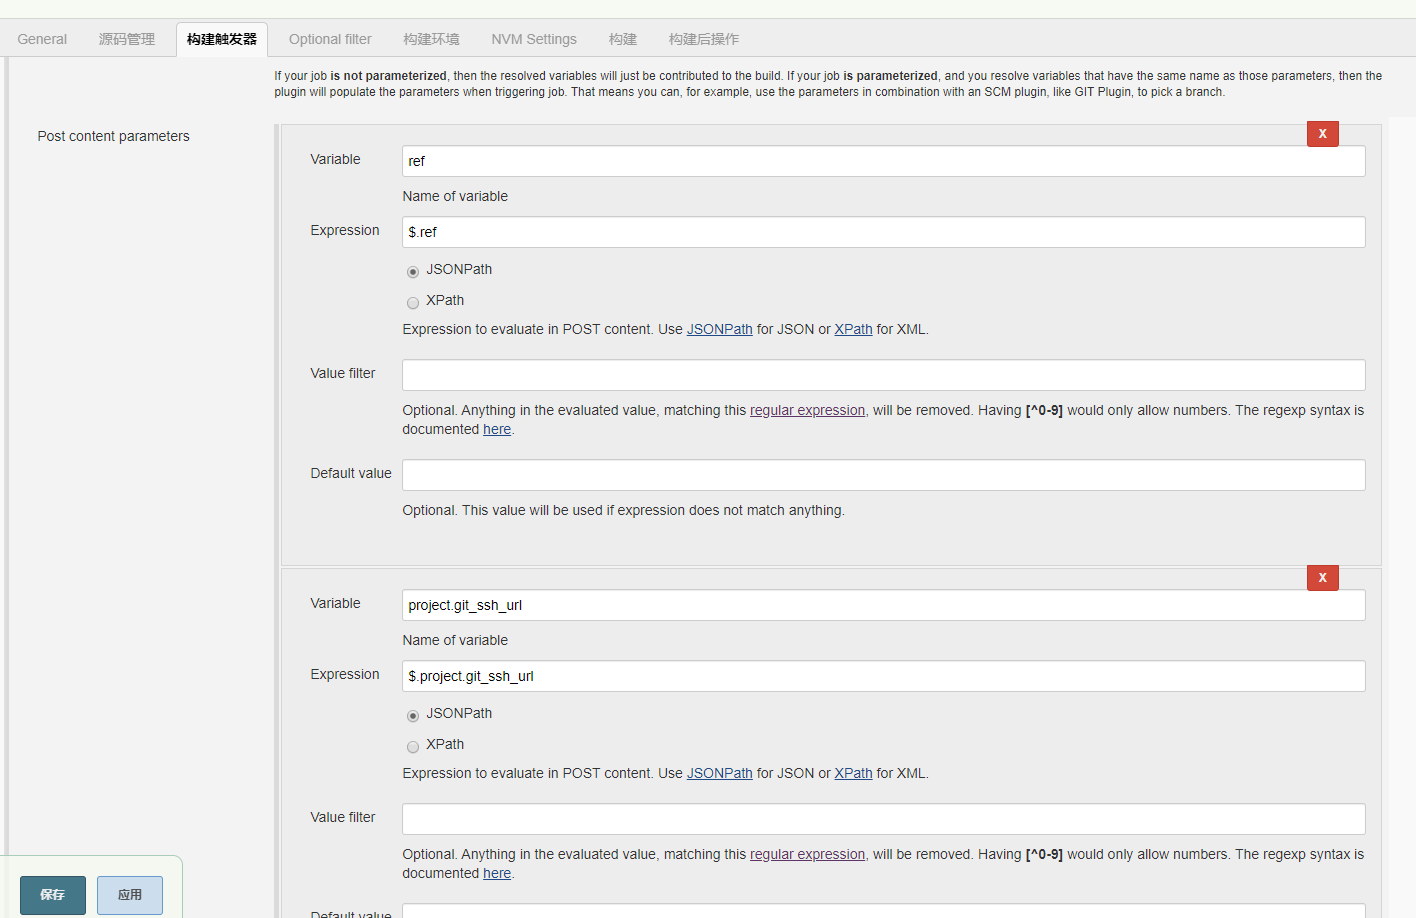 General 源码管理 构建触发器 Optional filter 构建环境 NVM Settings 构建 构建后操作
If your job is not parameterized, then the resolved variables will just be contributed to the build. If your job is parameterized, and you resolve variables that have the same name as those parameters, then the
plugin will populate the parameters when triggering job. That means you can, for example, use the parameters in combination with an SCM plugin, like GIT Plugin, to pick a branch.
Post content parameters
X
Variable ref
Name of variable
Expression $.ref
JSONPath
XPath
Expression to evaluate in POST content. Use JSONPath for JSON or XPath for XML.
Value filter
Optional. Anything in the evaluated value, matching this regular expression, will be removed. Having [^0-9] would only allow numbers. The regexp syntax is
documented here.
Default value
Optional. This value will be used if expression does not match anything.
X
Variable project.git_ssh_url
Name of variable
Expression $.project.git_ssh_url
JSONPath
XPath
Expression to evaluate in POST content. Use JSONPath for JSON or XPath for XML.
Value filter
Optional. Anything in the evaluated value, matching this regular expression, will be removed. Having [^0-9] would only allow numbers. The regexp syntax is
documented here.
Default value
保存 应用